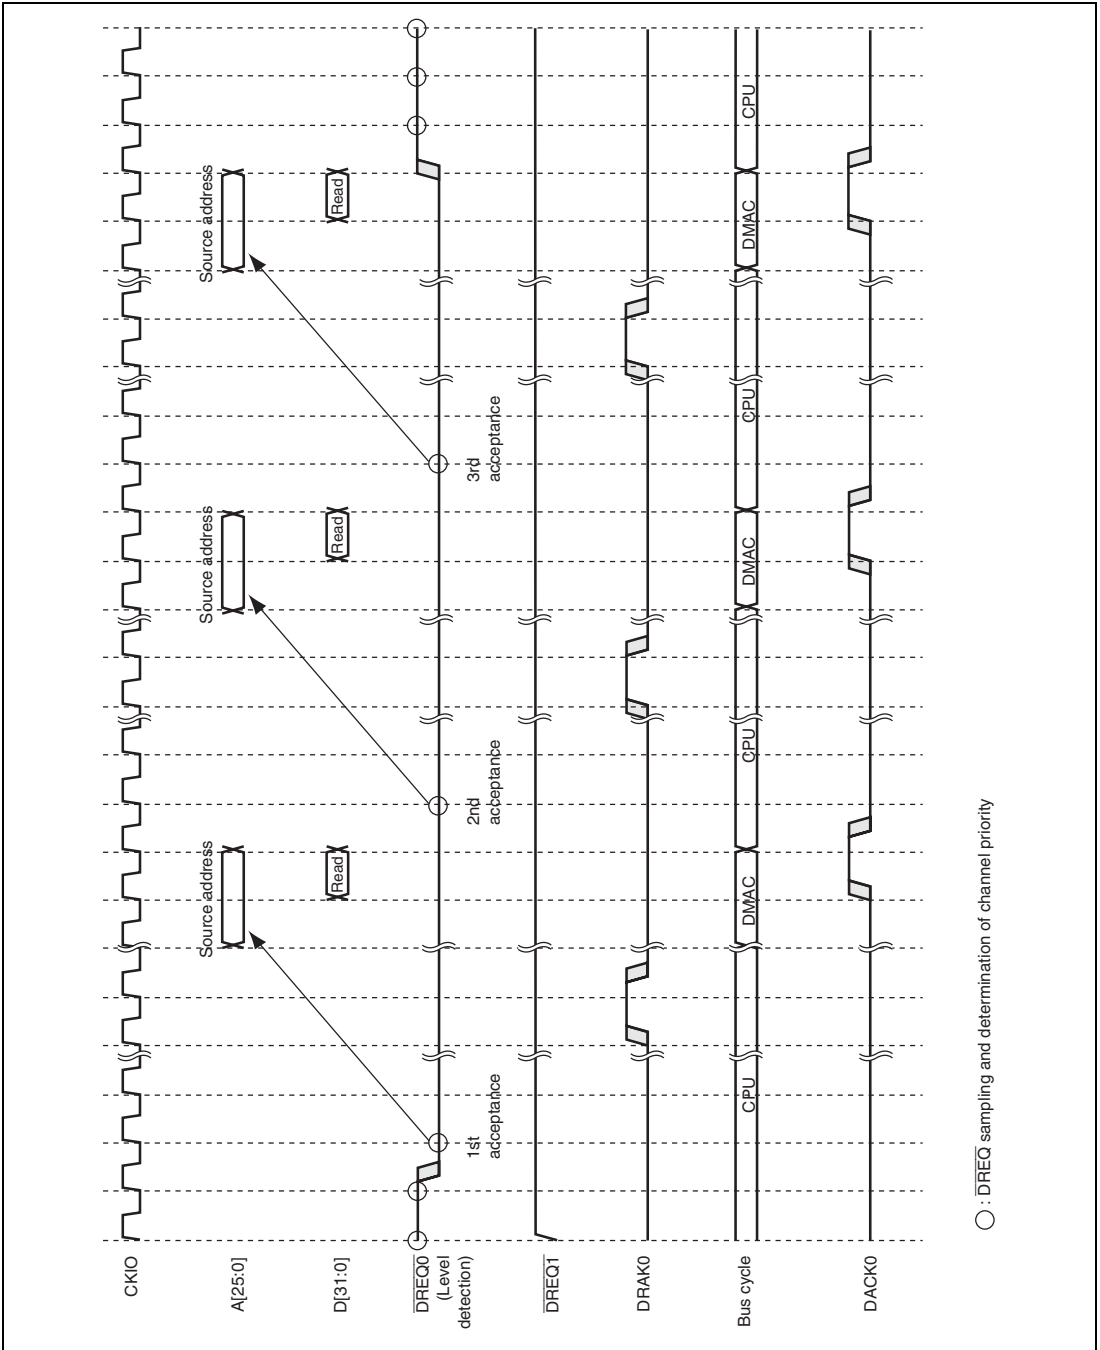 CKIO
A[25:0]
Source address
Source address
Source address
D[31:0]
Read
Read
Read
DREQ0
(Level
detection)
1st
acceptance
2nd
acceptance
3rd
acceptance
DREQ1
DRAK0
Bus cycle
CPU
DMAC
CPU
DMAC
CPU
DMAC
CPU
DACK0
: DREQ sampling and determination of channel priority